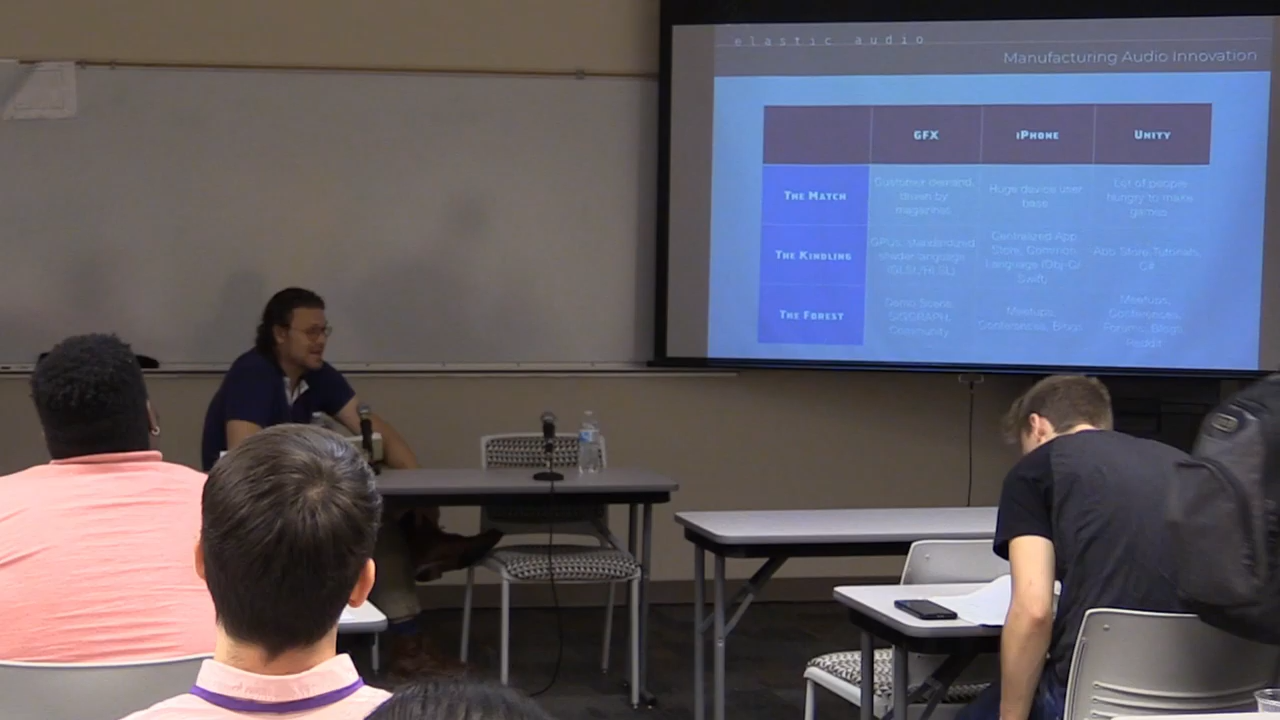 elastic audio
Manufacturing Audio Innovation
GFX
iPhone
Unity
The Match
Customer demand
driven by
magazines
Huge device user
base
Lot of people
hungry to make
games
The Kindling
GPUs, standardized
shader language
(GLSL/HLSL)
Centralized App
Store, Common
Language (Obj-C/
Swift)
App Store, Tutorials,
C#
The Forest
Demo Scene,
SIGGRAPH,
Community
Meetups,
Conferences, Blogs
Meetups,
Conferences,
Forums, Blogs,
Reddit